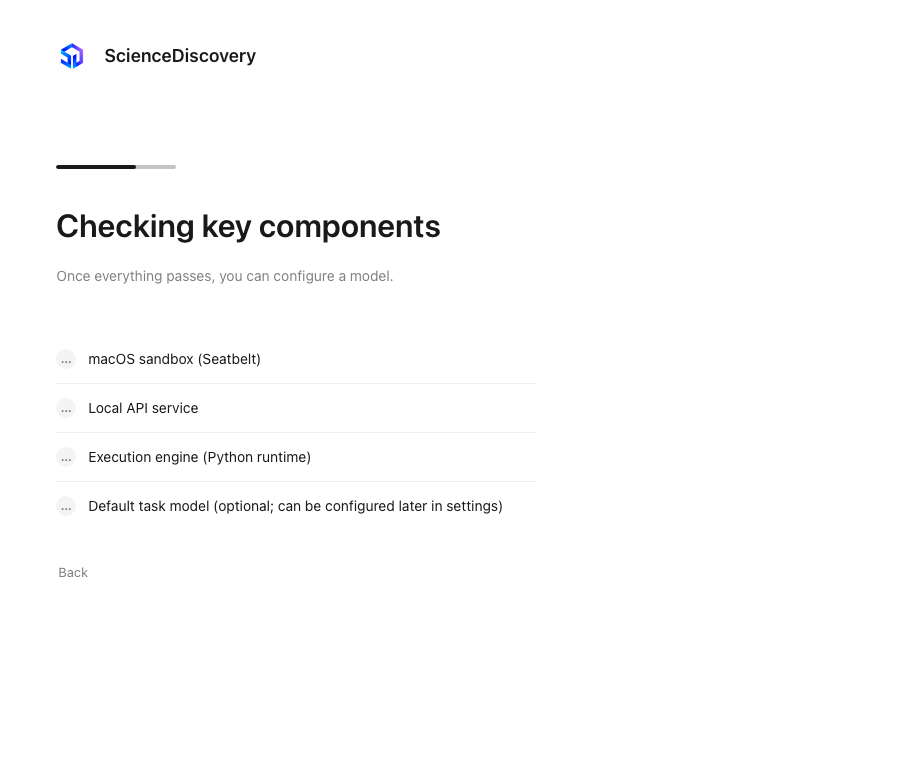 ScienceDiscovery
Checking key components
Once everything passes, you can configure a model.
... macOS sandbox (Seatbelt)
... Local API service
... Execution engine (Python runtime)
... Default task model (optional; can be configured later in settings)
Back